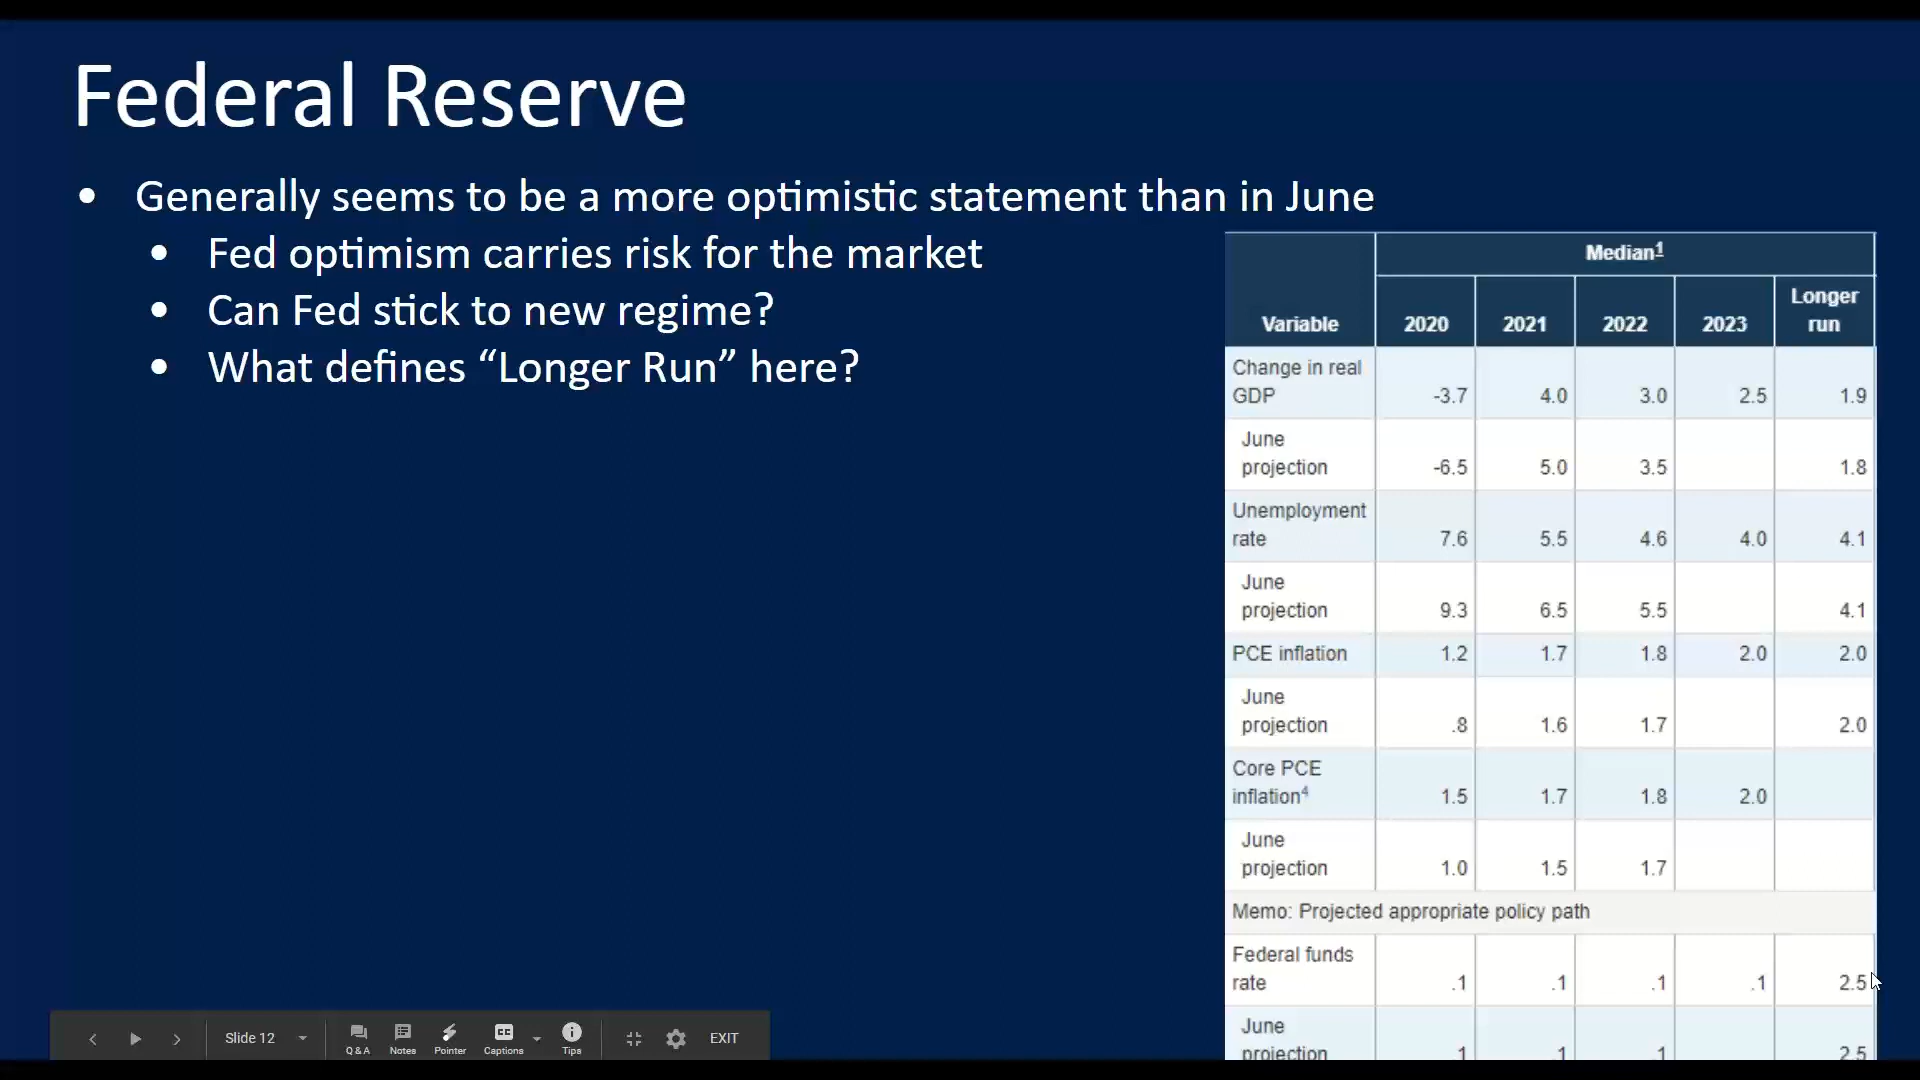 Federal Reserve
• Generally seems to be a more optimistic statement than in June
• Fed optimism carries risk for the market
• Can Fed stick to new regime?
• What defines “Longer Run” here?
Median1
Variable 2020 2021 2022 2023 Longer run
Change in real
GDP -3.7 4.0 3.0 2.5 1.9
June
projection -6.5 5.0 3.5 1.8
Unemployment
rate 7.6 5.5 4.6 4.0 4.1
June
projection 9.3 6.5 5.5 4.1
PCE inflation 1.2 1.7 1.8 2.0 2.0
June
projection .8 1.6 1.7 2.0
Core PCE
inflation4 1.5 1.7 1.8 2.0
June
projection 1.0 1.5 1.7
Memo: Projected appropriate policy path
Federal funds
rate .1 .1 .1 .1 2.5
June
projection .1 .1 .1 2.5
Slide 12
Q&A Notes Pointer Captions Tips EXIT
CC